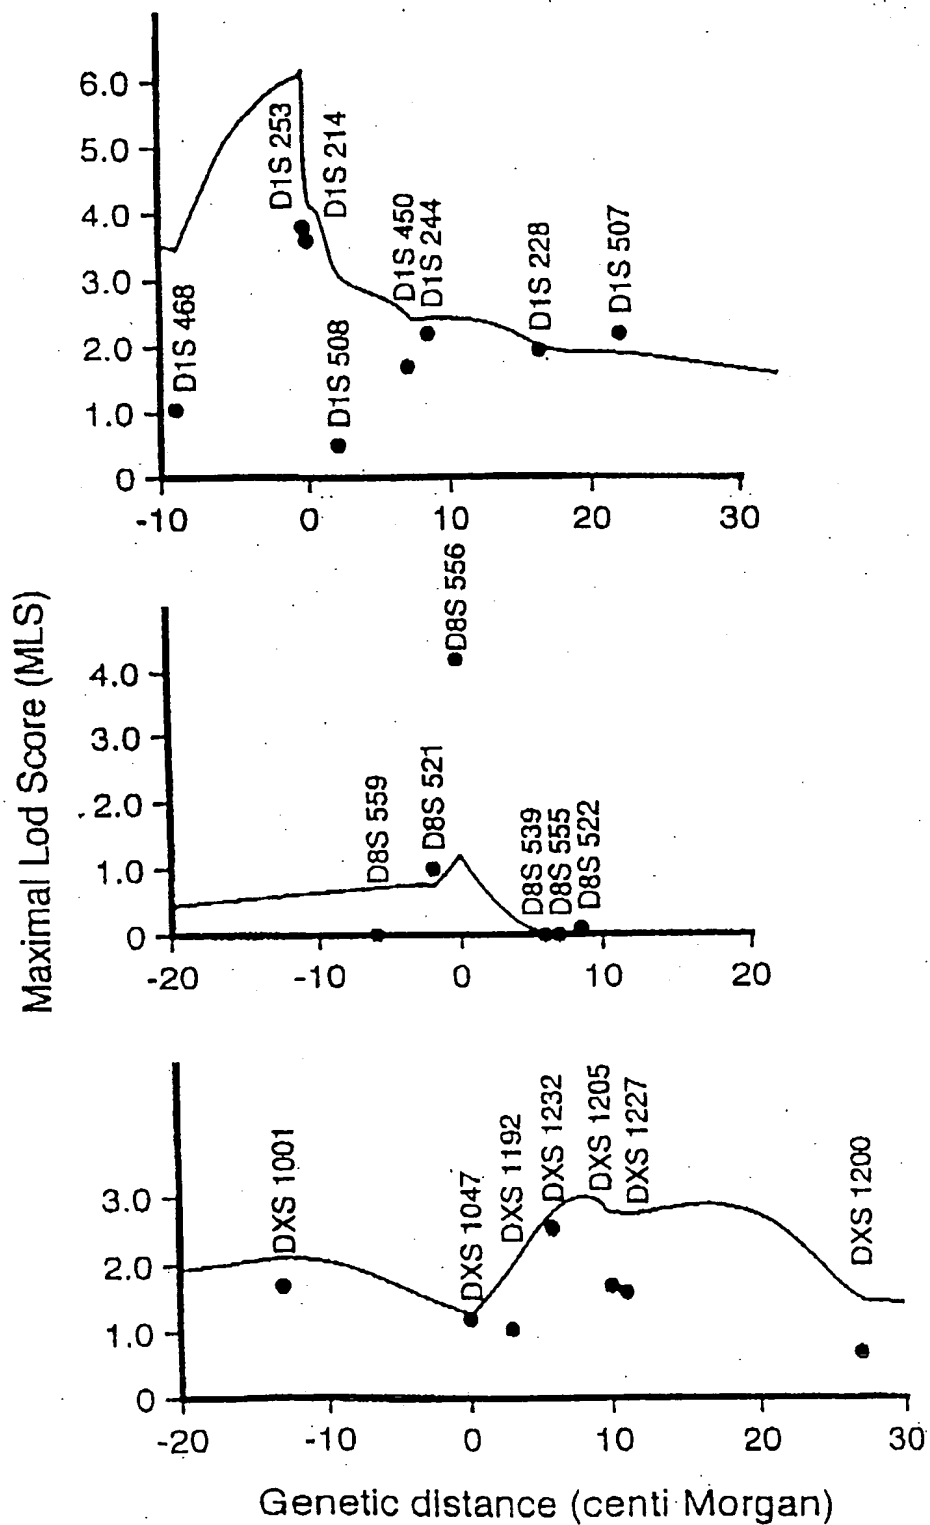 6.0
5.0
4.0
3.0
2.0
1.0
0
D1S 468
D1S 253
D1S 214
D1S 508
D1S 450
D1S 244
D1S 228
D1S 507
-10
0
10
20
30
Maximal Lod Score (MLS)
4.0
3.0
2.0
1.0
0
D8S 559
D8S 521
D8S 556
D8S 539
D8S 555
D8S 522
-20
-10
0
10
20
3.0
2.0
1.0
0
DXS 1001
DXS 1047
DXS 1192
DXS 1232
DXS 1205
DXS 1227
DXS 1200
-20
-10
0
10
20
30
Genetic distance (centi Morgan)